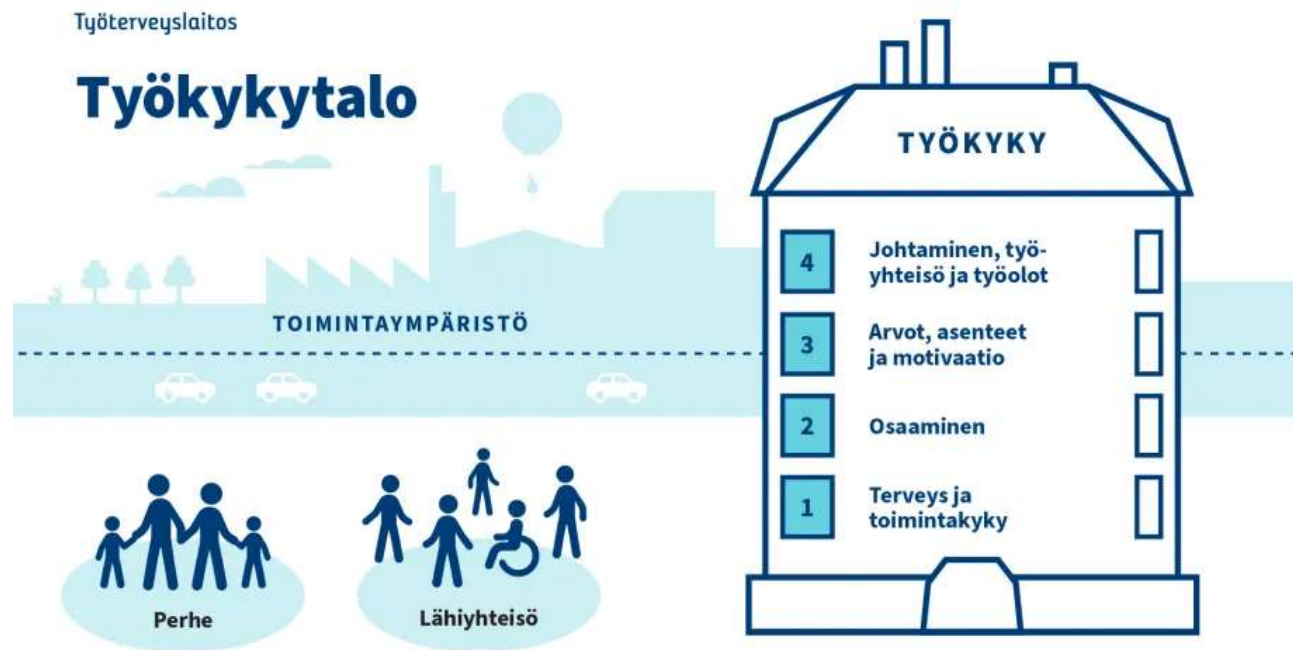 Työterveyslaitos
Työkykytalo
TOIMINTAYMPÄRISTÖ
Perhe
Lähiyhteisö
TYÖKYKY
4
Johtaminen, työ-
yhteisö ja työolot
3
Arvot, asenteet
ja motivaatio
2
Osaaminen
1
Terveys ja
toimintakyky